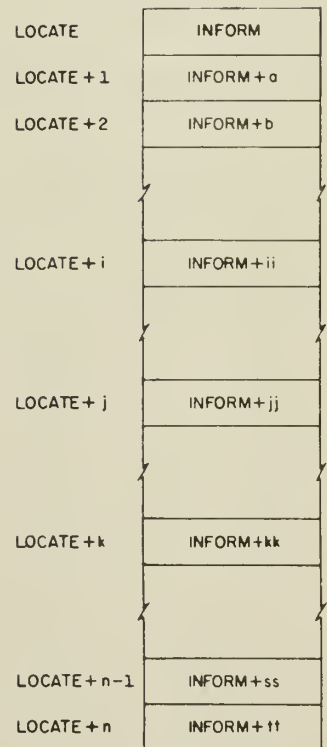 LOCATE INFORM
LOCATE+1 INFORM+a
LOCATE+2 INFORM+b
LOCATE+i INFORM+ii
LOCATE+j INFORM+jj
LOCATE+k INFORM+kk
LOCATE+n-1 INFORM+ss
LOCATE+n INFORM+tt